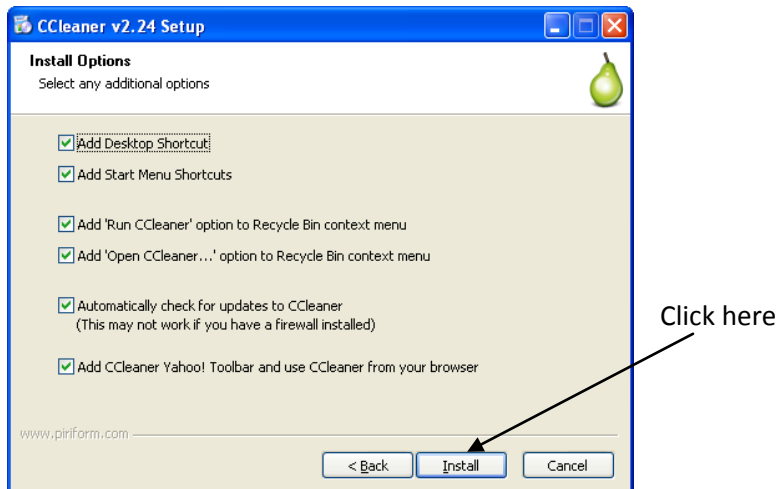 CCleaner v2.24 Setup
Install Options
Select any additional options
Add Desktop Shortcut
Add Start Menu Shortcuts
Add 'Run CCleaner' option to Recycle Bin context menu
Add 'Open CCleaner...' option to Recycle Bin context menu
Automatically check for updates to CCleaner
(This may not work if you have a firewall installed)
Click here
Add CCleaner Yahoo! Toolbar and use CCleaner from your browser
www.piriform.com
< Back Install Cancel